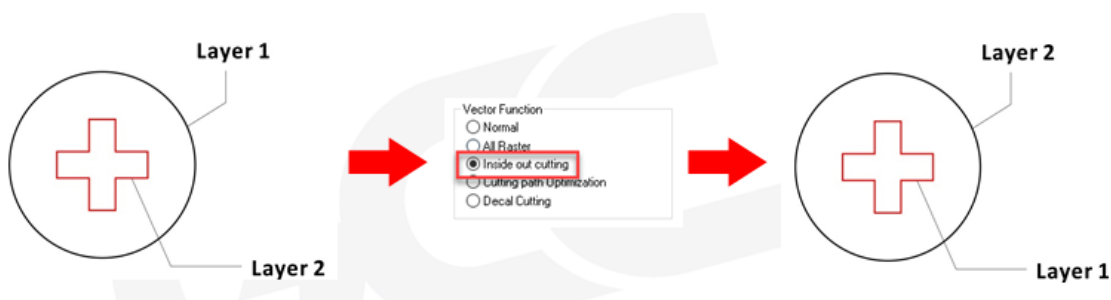 Layer 1
Layer 2
Vector Function
Normal
All Raster
Inside out cutting
Cutting path Optimization
Decal Cutting
Layer 2
Layer 1